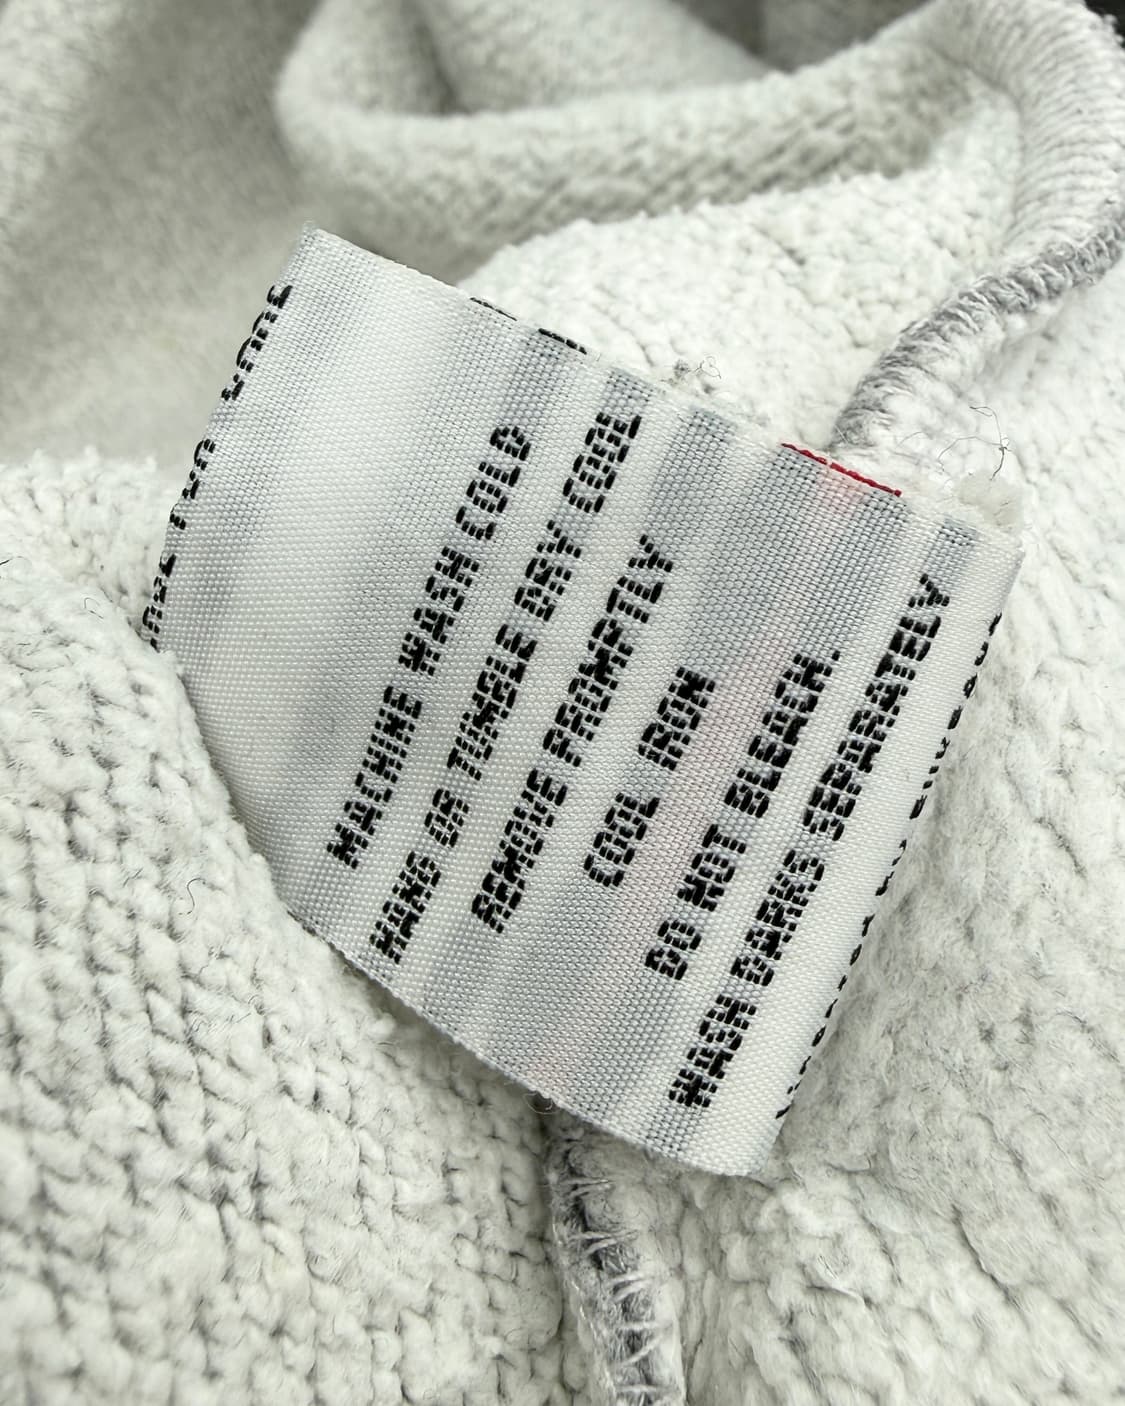 MACHINE WASH COLD
HANG OR TUMBLE DRY COOL
REMOVE PROMPTLY
COOL IRON
DO NOT BLEACH.
WASH DARKS SEPARATELY